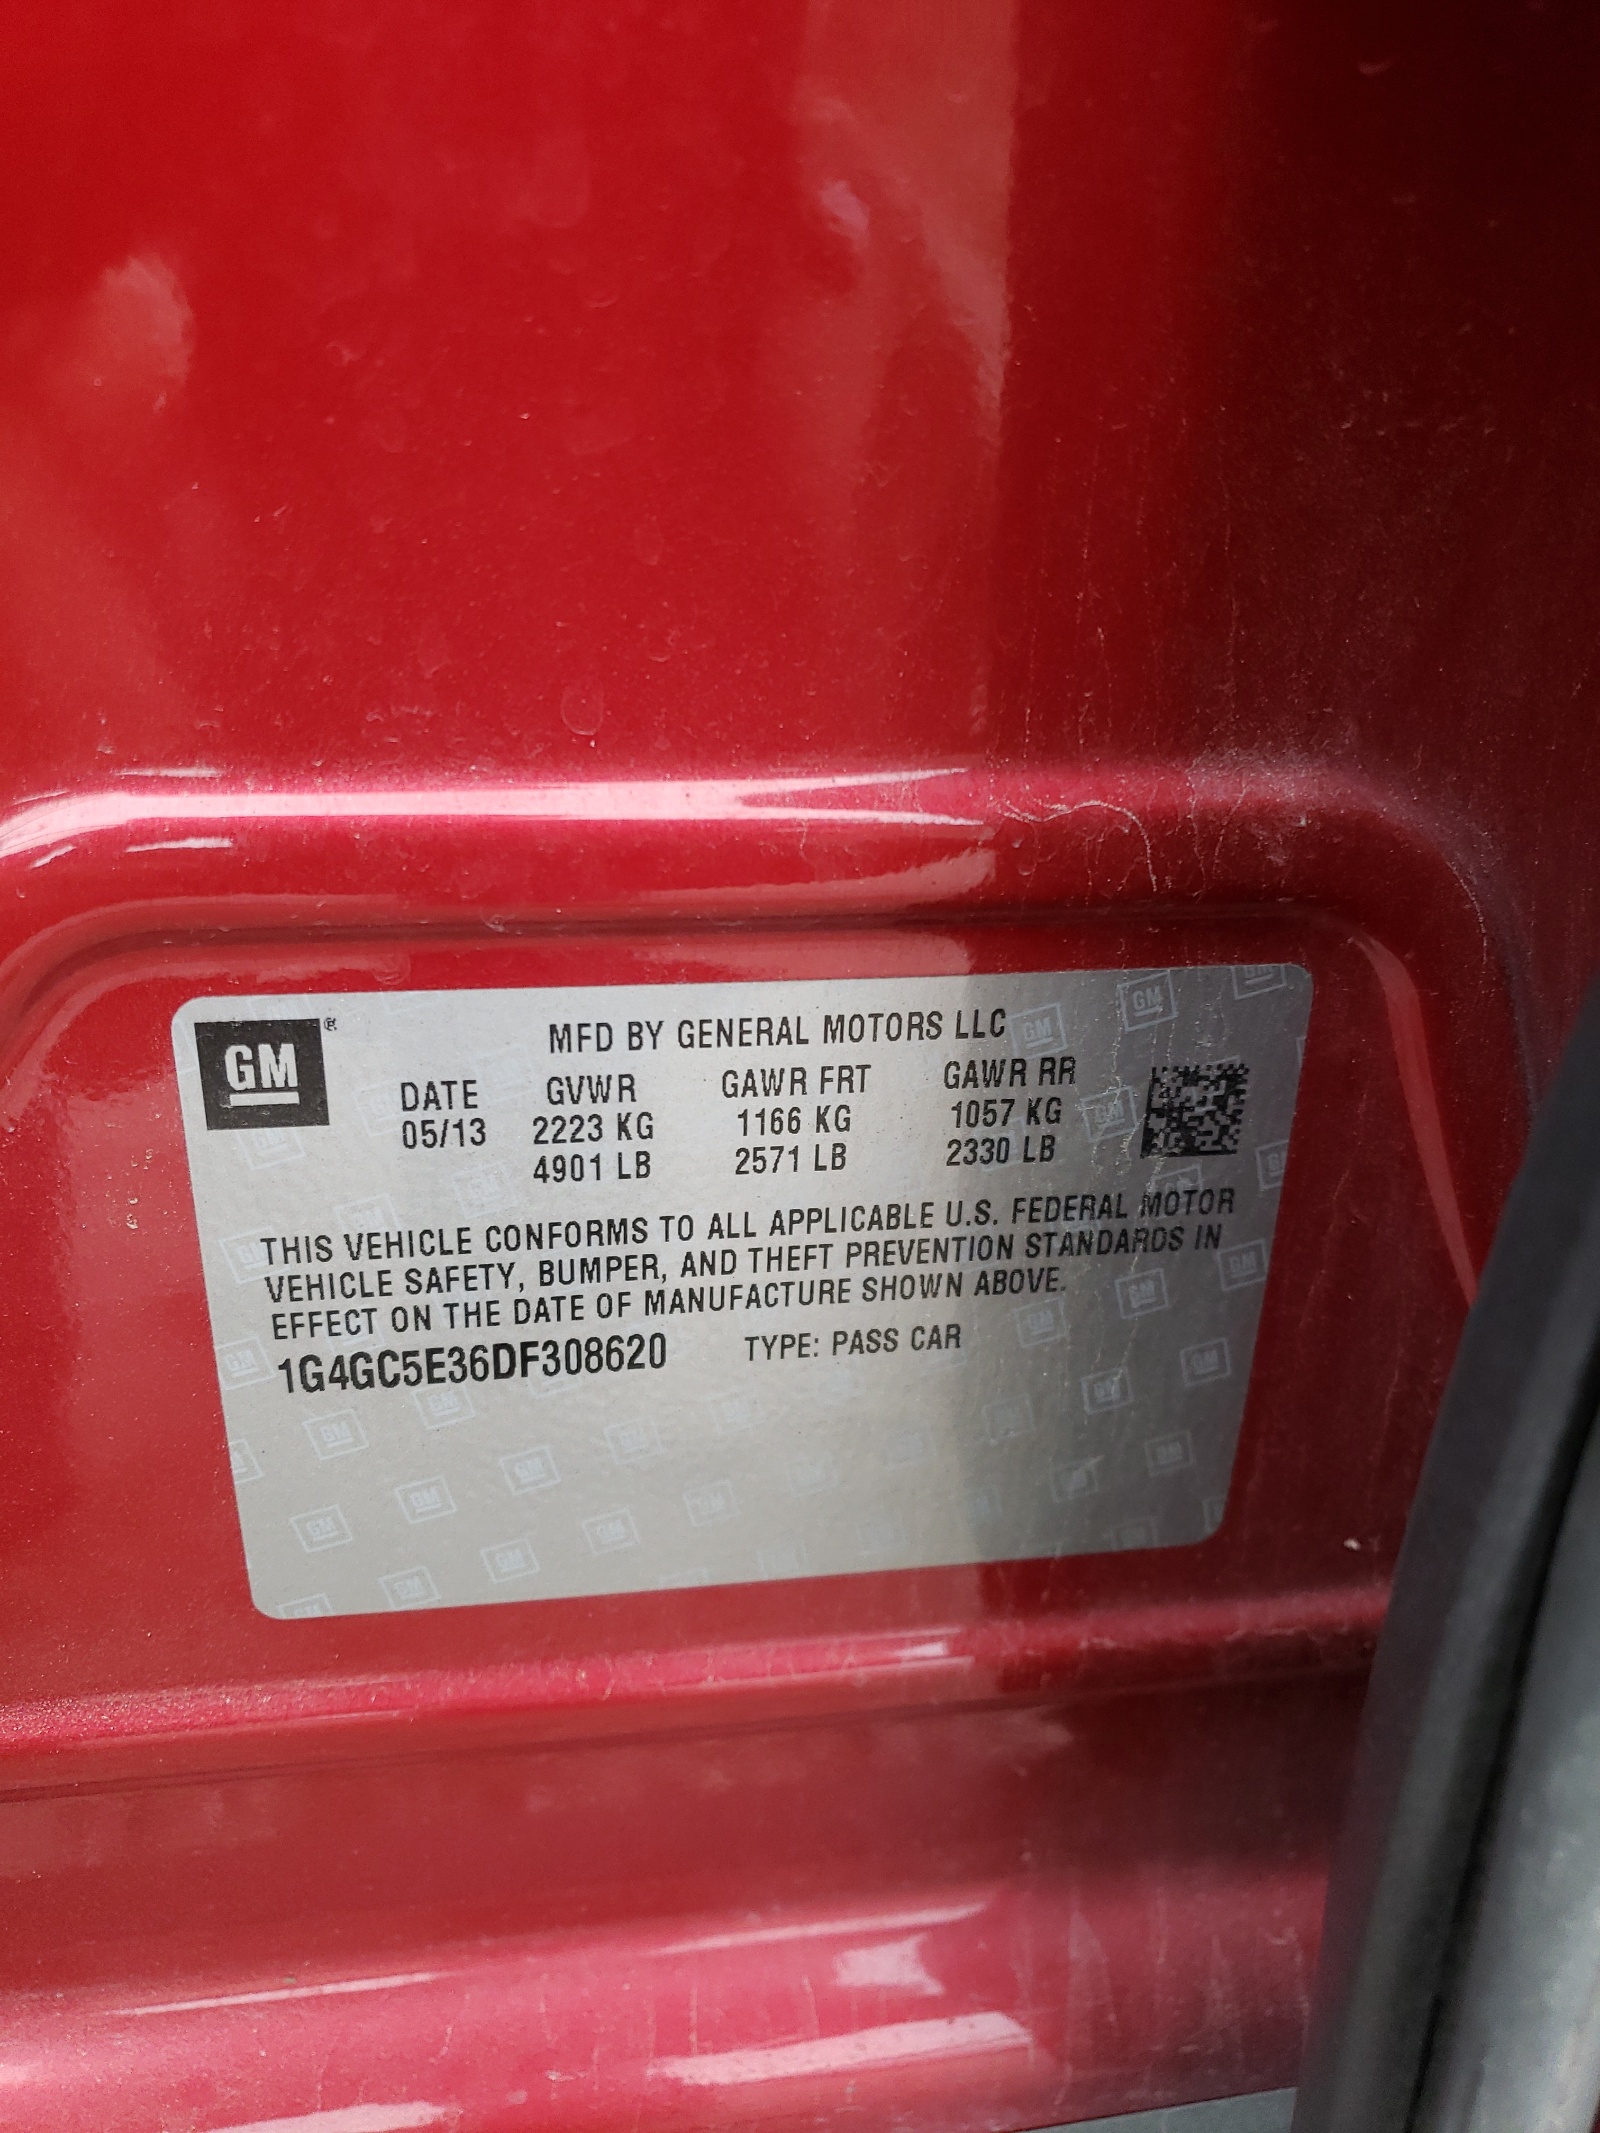 GM®
MFD BY GENERAL MOTORS LLC
DATE GVWR GAWR FRT GAWR RR
05/13 2223 KG 1166 KG 1057 KG
4901 LB 2571 LB 2330 LB
THIS VEHICLE CONFORMS TO ALL APPLICABLE U.S. FEDERAL MOTOR
VEHICLE SAFETY, BUMPER, AND THEFT PREVENTION STANDARDS IN
EFFECT ON THE DATE OF MANUFACTURE SHOWN ABOVE.
1G4GC5E36DF308620 TYPE: PASS CAR